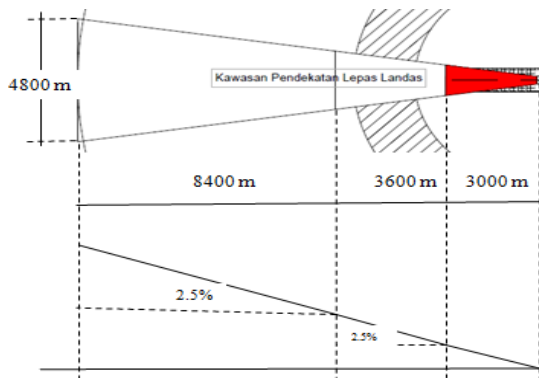 Kawasan Pendekatan Lepas Landas
4800 m
8400 m
3600 m
3000 m
2.5%
2.5%